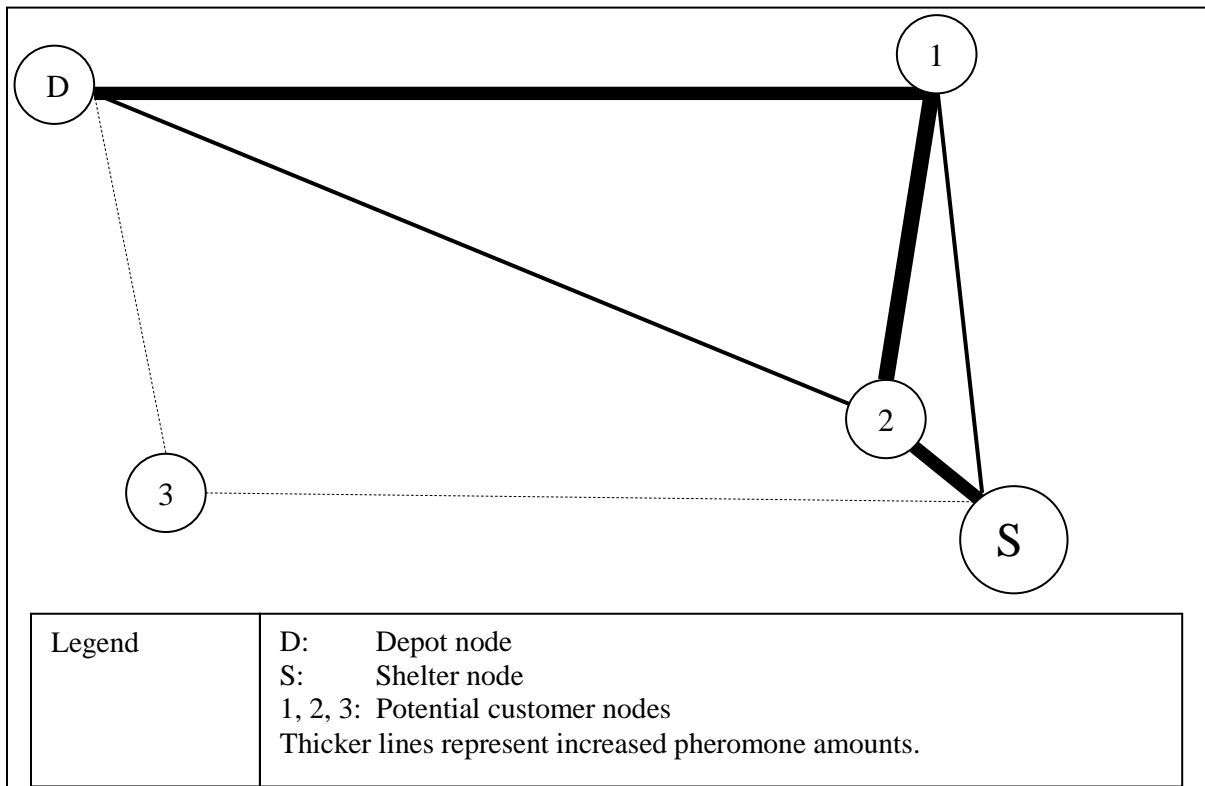 D
1
2
3
S
Legend
D: Depot node
S: Shelter node
1, 2, 3: Potential customer nodes
Thicker lines represent increased pheromone amounts.